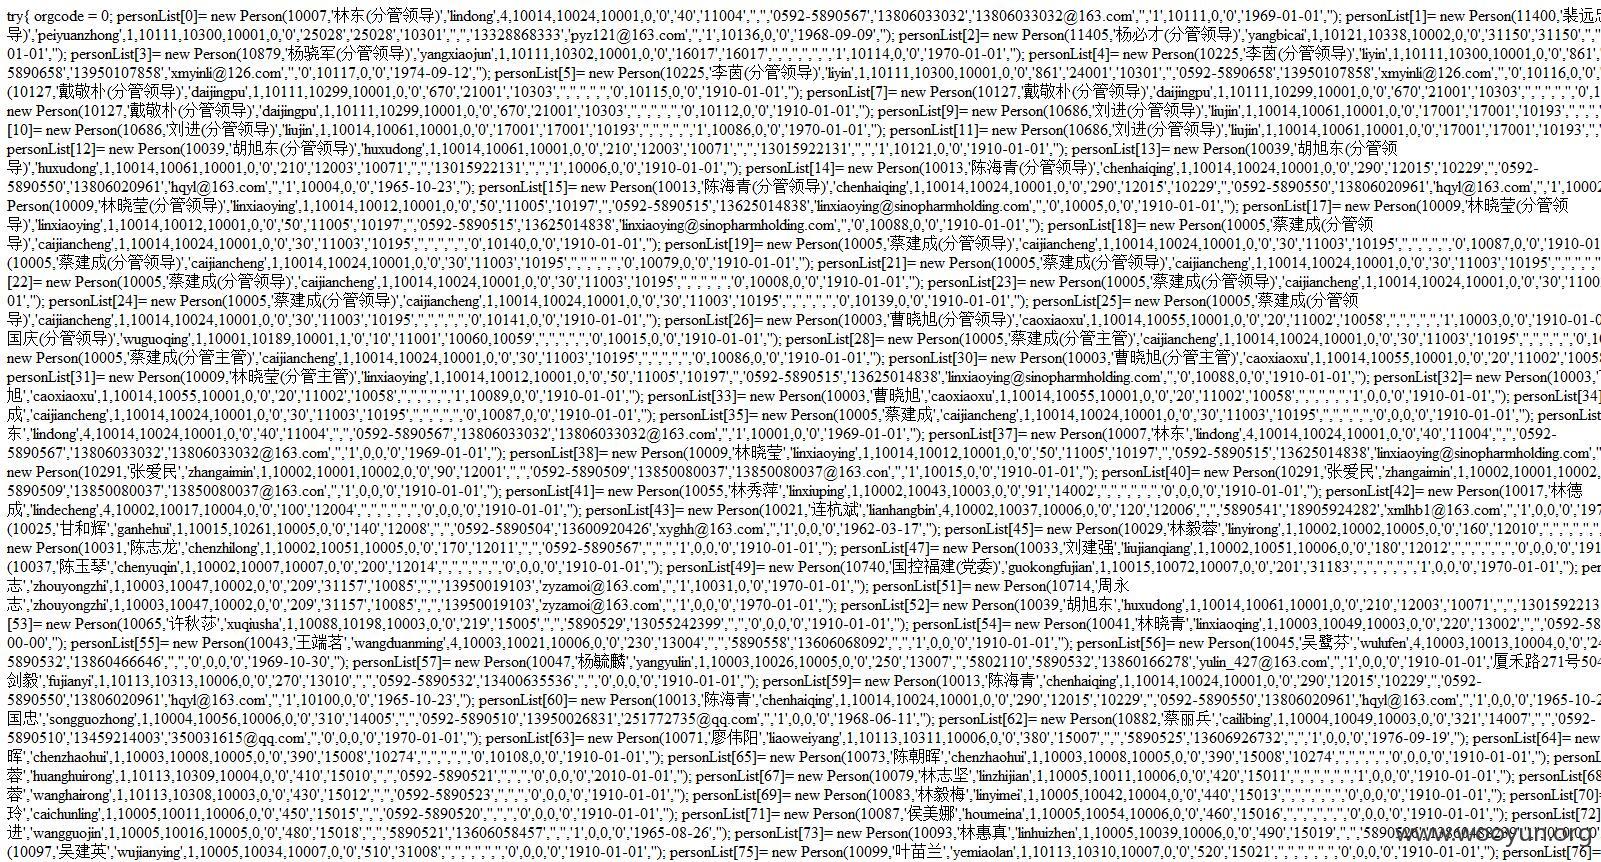 try{ orgcode = 0; personList[0]= new Person(10007,'林东(分管领导)','lindong',4,10014,10024,10001,0,'0','40','11004','','','0592-5890567','13806033032','13806033032@163.com','','','1',10111,0,'0','1969-01-01',''); personList[1]= new Person(11400,'裴远忠
导)','peiyuanzhong',1,10111,10300,10001,0,'0','25028','25028','10301','','','13328868333','pyz121@163.com','','1',10136,0,'0','1968-09-09',''); personList[2]= new Person(11405,'杨必才(分管领导)','yangbicai',1,10121,10338,10002,0,'0','31150','31150','',''
01-01',''); personList[3]= new Person(10879,'杨骁军(分管领导)','yangxiaojun',1,10111,10302,10001,0,'0','16017','16017','','','','','','','1',10114,0,'0','1970-01-01',''); personList[4]= new Person(10225,'李茵(分管领导)','liyin',1,10111,10300,10001,0,'0','861','
5890658','13950107858','xmyinli@126.com','','0',10117,0,'0','1974-09-12',''); personList[5]= new Person(10225,'李茵(分管领导)','liyin',1,10111,10300,10001,0,'0','861','24001','10301','','0592-5890658','13950107858','xmyinli@126.com','','0',10116,0,'0','
(10127,'戴敬朴(分管领导)','daijingpu',1,10111,10299,10001,0,'0','670','21001','10303','','','','','','0',10115,0,'0','1910-01-01',''); personList[7]= new Person(10127,'戴敬朴(分管领导)','daijingpu',1,10111,10299,10001,0,'0','670','21001','10303','','','','','','0',1
new Person(10127,'戴敬朴(分管领导)','daijingpu',1,10111,10299,10001,0,'0','670','21001','10303','','','','','','0',10112,0,'0','1910-01-01',''); personList[9]= new Person(10686,'刘进(分管领导)','liujin',1,10014,10061,10001,0,'0','17001','17001','10193','','','
[10]= new Person(10686,'刘进(分管领导)','liujin',1,10014,10061,10001,0,'0','17001','17001','10193','','','','','','1',10086,0,'0','1970-01-01',''); personList[11]= new Person(10686,'刘进(分管领导)','liujin',1,10014,10061,10001,0,'0','17001','17001','10193','','
personList[12]= new Person(10039,'胡旭东(分管领导)','huxudong',1,10014,10061,10001,0,'0','210','12003','10071','','','13015922131','','','1',10121,0,'0','1910-01-01',''); personList[13]= new Person(10039,'胡旭东(分管领
导)','huxudong',1,10014,10061,10001,0,'0','210','12003','10071','','','13015922131','','','1',10006,0,'0','1910-01-01',''); personList[14]= new Person(10013,'陈海青(分管领导)','chenhaiqing',1,10014,10024,10001,0,'0','290','12015','10229','','0592-
5890550','13806020961','hqyl@163.com','','1',10004,0,'0','1965-10-23',''); personList[15]= new Person(10013,'陈海青(分管领导)','chenhaiqing',1,10014,10024,10001,0,'0','290','12015','10229','','0592-5890550','13806020961','hqyl@163.com','','1',10002
Person(10009,'林晓莹(分管领导)','linxiaoying',1,10014,10012,10001,0,'0','50','11005','10197','','0592-5890515','13625014838','linxiaoying@sinopharmholding.com','','0',10005,0,'0','1910-01-01',''); personList[17]= new Person(10009,'林晓莹(分管领
导)','linxiaoying',1,10014,10012,10001,0,'0','50','11005','10197','','0592-5890515','13625014838','linxiaoying@sinopharmholding.com','','0',10088,0,'0','1910-01-01',''); personList[18]= new Person(10005,'蔡建成(分管领
导)','caijiancheng',1,10014,10024,10001,0,'0','30','11003','10195','','','','','','0',10140,0,'0','1910-01-01',''); personList[19]= new Person(10005,'蔡建成(分管领导)','caijiancheng',1,10014,10024,10001,0,'0','30','11003','10195','','','','','','0',10087,0,'0','1910-01
(10005,'蔡建成(分管领导)','caijiancheng',1,10014,10024,10001,0,'0','30','11003','10195','','','','','','0',10079,0,'0','1910-01-01',''); personList[21]= new Person(10005,'蔡建成(分管领导)','caijiancheng',1,10014,10024,10001,0,'0','30','11003','10195','','','','',
[22]= new Person(10005,'蔡建成(分管领导)','caijiancheng',1,10014,10024,10001,0,'0','30','11003','10195','','','','','','0',10008,0,'0','1910-01-01',''); personList[23]= new Person(10005,'蔡建成(分管领导)','caijiancheng',1,10014,10024,10001,0,'0','30','1100
01',''); personList[24]= new Person(10005,'蔡建成(分管领导)','caijiancheng',1,10014,10024,10001,0,'0','30','11003','10195','','','','','','0',10139,0,'0','1910-01-01',''); personList[25]= new Person(10005,'蔡建成(分管领
导)','caijiancheng',1,10014,10024,10001,0,'0','30','11003','10195','','','','','','0',10141,0,'0','1910-01-01',''); personList[26]= new Person(10003,'曹晓旭(分管领导)','caoxiaoxu',1,10014,10055,10001,0,'0','20','11002','10058','','','','','','1',10003,0,'0','1910-01-0
国庆(分管领导)','wuguoqing',1,10001,10189,10001,1,'0','10','11001','10060,10059','','','','','','0',10015,0,'0','1910-01-01',''); personList[28]= new Person(10005,'蔡建成(分管主管)','caijiancheng',1,10014,10024,10001,0,'0','30','11003','10195','','','','','','0',
new Person(10005,'蔡建成(分管主管)','caijiancheng',1,10014,10024,10001,0,'0','30','11003','10195','','','','','','0',10086,0,'0','1910-01-01',''); personList[30]= new Person(10003,'曹晓旭(分管主管)','caoxiaoxu',1,10014,10055,10001,0,'0','20','11002','10058
personList[31]= new Person(10009,'林晓莹(分管主管)','linxiaoying',1,10014,10012,10001,0,'0','50','11005','10197','','0592-5890515','13625014838','linxiaoying@sinopharmholding.com','','0',10088,0,'0','1910-01-01',''); personList[32]= new Person(10003,'
旭','caoxiaoxu',1,10014,10055,10001,0,'0','20','11002','10058','','','','','','1',10089,0,'0','1910-01-01',''); personList[33]= new Person(10003,'曹晓旭','caoxiaoxu',1,10014,10055,10001,0,'0','20','11002','10058','','','','','','1',0,0,'0','1910-01-01',''); personList[34]
成','caijiancheng',1,10014,10024,10001,0,'0','30','11003','10195','','','','','','0',10087,0,'0','1910-01-01',''); personList[35]= new Person(10005,'蔡建成','caijiancheng',1,10014,10024,10001,0,'0','30','11003','10195','','','','','','0',0,0,'0','1910-01-01',''); personList
东','lindong',4,10014,10024,10001,0,'0','40','11004','','','0592-5890567','13806033032','13806033032@163.com','','1',10001,0,'0','1969-01-01',''); personList[37]= new Person(10007,'林东','lindong',4,10014,10024,10001,0,'0','40','11004','','','0592-
5890567','13806033032','13806033032@163.com','','1',0,0,'0','1969-01-01',''); personList[38]= new Person(10009,'林晓莹','linxiaoying',1,10014,10012,10001,0,'0','50','11005','10197','','0592-5890515','13625014838','linxiaoying@sinopharmholding.com',''
new Person(10291,'张爱民','zhangaimin',1,10002,10001,10002,0,'0','90','12001','','','0592-5890509','13850080037','13850080037@163.con','','1',10015,0,'0','1910-01-01',''); personList[40]= new Person(10291,'张爱民','zhangaimin',1,10002,10001,10002,
5890509','13850080037','13850080037@163.con','','1',0,0,'0','1910-01-01',''); personList[41]= new Person(10055,'林秀萍','linxiuping',1,10002,10043,10003,0,'0','91','14002','','','','','','','0',0,0,'0','1910-01-01',''); personList[42]= new Person(10017,'林德
成','lindecheng',4,10002,10017,10004,0,'0','100','12004','','','','','','','0',0,0,'0','1910-01-01',''); personList[43]= new Person(10021,'连杭斌','lianhangbin',4,10002,10037,10006,0,'0','120','12006','','','5890541','18905924282','xmlhb1@163.com','','1',0,0,'0','197
(10025,'甘和辉','ganhehui',1,10015,10261,10005,0,'0','140','12008','','','0592-5890504','13600920426','xyghh@163.com','','1',0,0,'0','1962-03-17',''); personList[45]= new Person(10029,'林毅蓉','linyirong',1,10002,10002,10005,0,'0','160','12010','','','','','','
new Person(10031,'陈志龙','chenzhilong',1,10002,10051,10005,0,'0','170','12011','','','0592-5890567','','','','1',0,0,'0','1910-01-01',''); personList[47]= new Person(10033,'刘建强','liujianqiang',1,10002,10051,10006,0,'0','180','12012','','','','','','','0',0,0,'0','191
(10037,'陈玉琴','chenyuqin',1,10002,10007,10007,0,'0','200','12014','','','','','','','0',0,0,'0','1910-01-01',''); personList[49]= new Person(10740,'国控福建(党委)','guokongfujian',1,10015,10072,10007,0,'0','201','31183','','','','','','','1',0,0,'0','1970-01-01',''); per
志','zhouyongzhi',1,10003,10047,10002,0,'0','209','31157','10085','','','13950019103','zyzamoi@163.com','','1',10031,0,'0','1970-01-01',''); personList[51]= new Person(10714,'周永
志','zhouyongzhi',1,10003,10047,10002,0,'0','209','31157','10085','','','13950019103','zyzamoi@163.com','','1',0,0,'0','1970-01-01',''); personList[52]= new Person(10039,'胡旭东','huxudong',1,10014,10061,10001,0,'0','210','12003','10071','','','130159221​3
[53]= new Person(10065,'许秋莎','xuqiusha',1,10088,10198,10003,0,'0','219','15005','','','5890529','13055242399','','','0',0,0,'0','1910-01-01',''); personList[54]= new Person(10041,'林晓青','linxiaoqing',1,10003,10049,10003,0,'0','220','13002','','','0592-58
00-00',''); personList[55]= new Person(10043,'王端茗','wangduanming',4,10003,10021,10006,0,'0','230','13004','','','5890558','13606068092','','','1',0,0,'0','1910-01-01',''); personList[56]= new Person(10045,'吴鹭芬','wulufen',4,10003,10013,10004,0,'0','24
5890532','13860466646','','','0',0,0,'0','1969-10-30',''); personList[57]= new Person(10047,'杨毓麟','yangyulin',1,10003,10026,10005,0,'0','250','13007','','5802110','5890532','13860166278','yulin_427@163.com','','1',0,0,'0','1910-01-01','厦禾路271号504
剑毅','fujianyi',1,10113,10313,10006,0,'0','270','13010','','','0592-5890532','13400635536','','','0',0,0,'0','1910-01-01',''); personList[59]= new Person(10013,'陈海青','chenhaiqing',1,10014,10024,10001,0,'0','290','12015','10229','','0592-
5890550','13806020961','hqyl@163.com','','1',10100,0,'0','1965-10-23',''); personList[60]= new Person(10013,'陈海青','chenhaiqing',1,10014,10024,10001,0,'0','290','12015','10229','','0592-5890550','13806020961','hqyl@163.com','','1',0,0,'0','1965-10-2
国忠','songguozhong',1,10004,10056,10006,0,'0','310','14005','','','0592-5890510','13950026831','251772735@qq.com','','1',0,0,'0','1968-06-11',''); personList[62]= new Person(10882,'蔡丽兵','cailibing',1,10004,10049,10003,0,'0','321','14007','','','0592-
5890510','13459214003','350031615@qq.com','','0',0,0,'0','1970-01-01',''); personList[63]= new Person(10071,'廖伟阳','liaoweiyang',1,10113,10311,10006,0,'0','380','15007','','','5890525','13606926732','','','1',0,0,'0','1976-09-19',''); personList[64]= new
晖','chenzhaohui',1,10003,10008,10005,0,'0','390','15008','10274','','','','','','0',10108,0,'0','1910-01-01',''); personList[65]= new Person(10073,'陈朝晖','chenzhaohui',1,10003,10008,10005,0,'0','390','15008','10274','','','','','','0',0,0,'0','1910-01-01',''); personL
蓉','huanghuirong',1,10113,10309,10004,0,'0','410','15010','','','0592-5890521','','','','0',0,0,'0','2010-01-01',''); personList[67]= new Person(10079,'林志坚','linzhijian',1,10005,10011,10006,0,'0','420','15011','','','','','','','1',0,0,'0','1910-01-01',''); personList[68
蓉','wanghairong',1,10113,10308,10003,0,'0','430','15012','','','0592-5890523','','','','0',0,0,'0','1910-01-01',''); personList[69]= new Person(10083,'林毅梅','linyimei',1,10005,10042,10004,0,'0','440','15013','','','','','','','0',0,0,'0','1910-01-01',''); personList[70]=
玲','caichunling',1,10005,10011,10006,0,'0','450','15015','','','0592-5890520','','','','0',0,0,'0','1910-01-01',''); personList[71]= new Person(10087,'侯美娜','houmeina',1,10005,10054,10006,0,'0','460','15016','','','','','','','0',0,0,'0','1910-01-01',''); personList[72]
进','wangguojin',1,10005,10016,10005,0,'0','480','15018','','','5890521','13606058457','','','1',0,0,'0','1965-08-26',''); personList[73]= new Person(10093,'林惠真','linhuizhen',1,10005,10039,10006,0,'0','490','15019','','',
(10097,'吴建英','wujianying',1,10005,10034,10007,0,'0','510','31008','','','','','','','0',0,0,'0','1910-01-01',''); personList[75]= new Person(10099,'叶苗兰','yemiaolan',1,10113,10310,10007,0,'0','520','15021','','','','','','','0',0,0,'0','1910-01-01',''); personList[76]=
www.wooyun.org